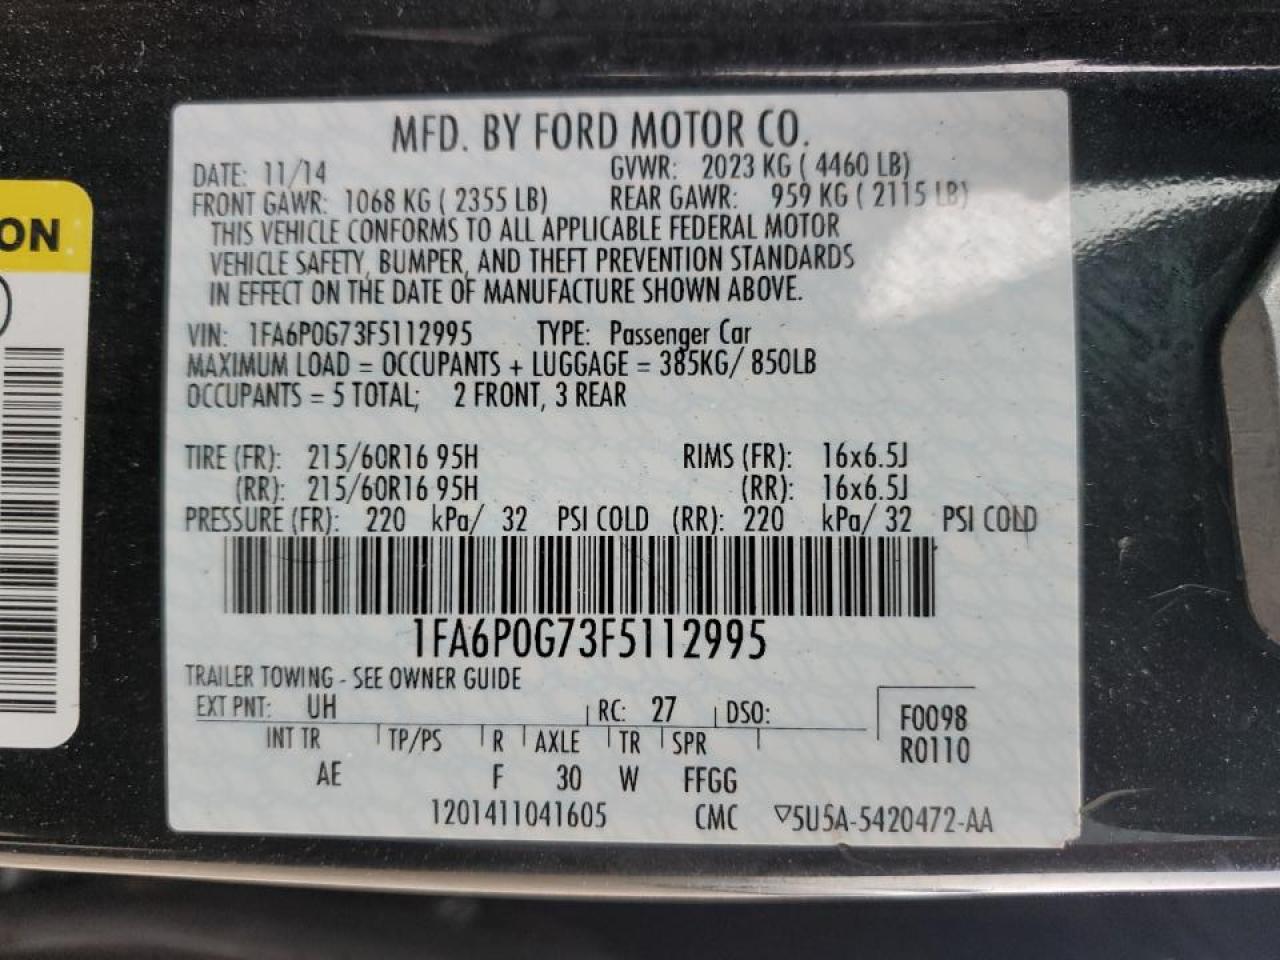 MFD. BY FORD MOTOR CO.
DATE: 11/14 GVWR: 2023 KG ( 4460 LB)
FRONT GAWR: 1068 KG ( 2355 LB) REAR GAWR: 959 KG ( 2115 LB)
THIS VEHICLE CONFORMS TO ALL APPLICABLE FEDERAL MOTOR
VEHICLE SAFETY, BUMPER, AND THEFT PREVENTION STANDARDS
IN EFFECT ON THE DATE OF MANUFACTURE SHOWN ABOVE.
ON
VIN: 1FA6P0G73F5112995 TYPE: Passenger Car
MAXIMUM LOAD = OCCUPANTS + LUGGAGE = 385KG/ 850LB
OCCUPANTS = 5 TOTAL; 2 FRONT, 3 REAR
TIRE (FR): 215/60R16 95H RIMS (FR): 16x6.5J
(RR): 215/60R16 95H (RR): 16x6.5J
PRESSURE (FR): 220 kPa/ 32 PSI COLD (RR): 220 kPa/ 32 PSI COLD
1FA6P0G73F5112995
TRAILER TOWING - SEE OWNER GUIDE
EXT PNT: UH RC: 27 DSO: F0098
INT TR TP/PS R AXLE TR SPR R0110
AE F 30 W FFGG
1201411041605 CMC ▽5U5A-5420472-AA